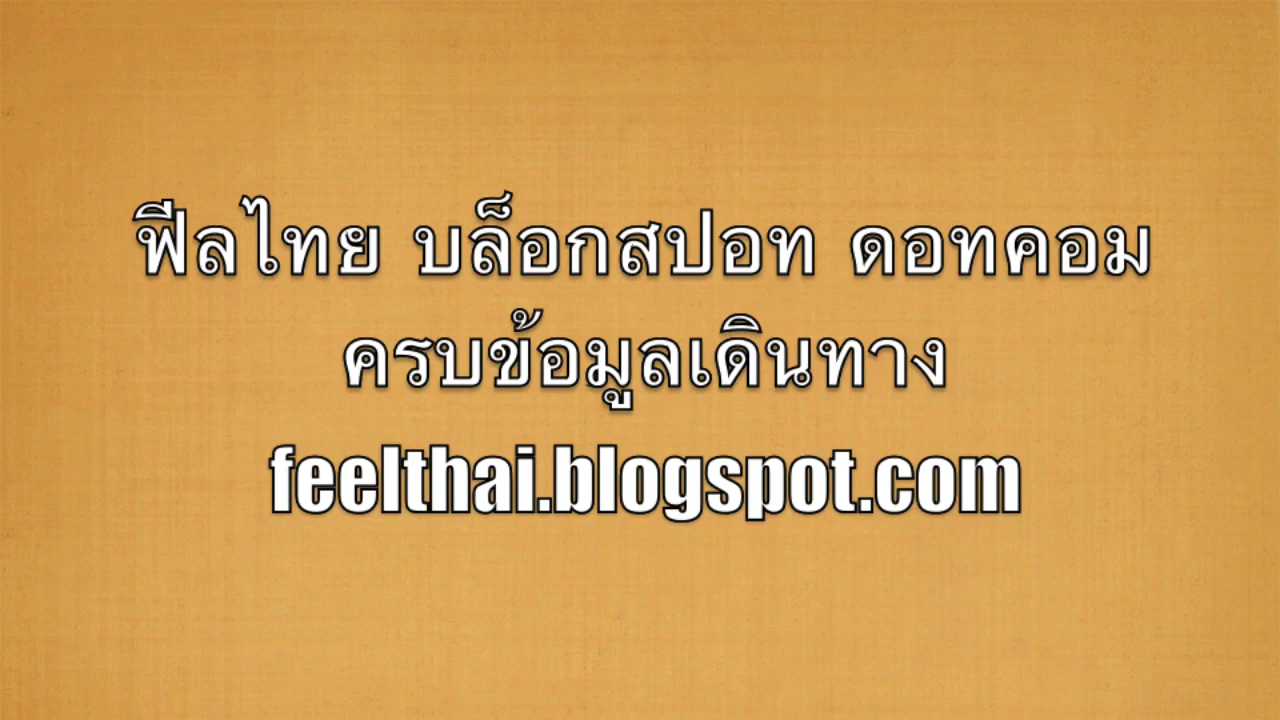 ฟีลไทย บล็อกสปอท ดอทคอม
ครบข้อมูลเดินทาง
feelthai.blogspot.com